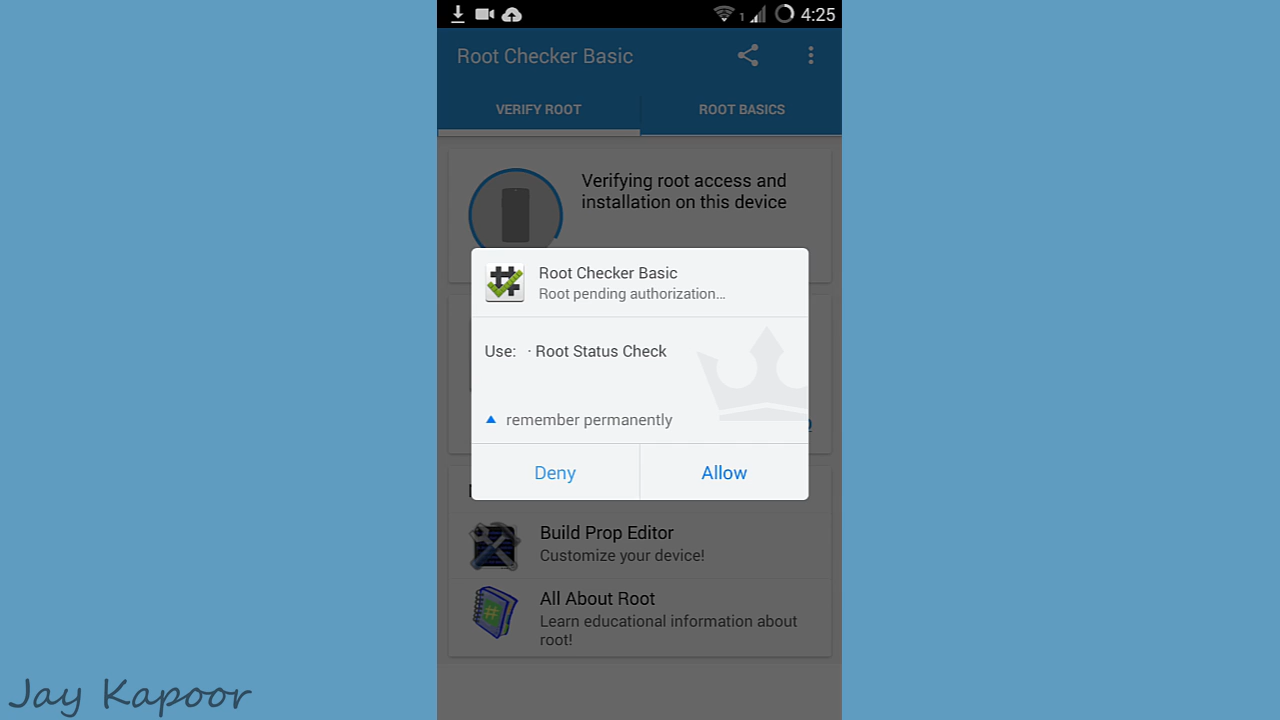 4:25
Root Checker Basic
VERIFY ROOT
ROOT BASICS
Verifying root access and
installation on this device
Root Checker Basic
Root pending authorization...
Use: · Root Status Check
remember permanently
Deny
Allow
Build Prop Editor
Customize your device!
All About Root
Learn educational information about
root!
Jay Kapoor